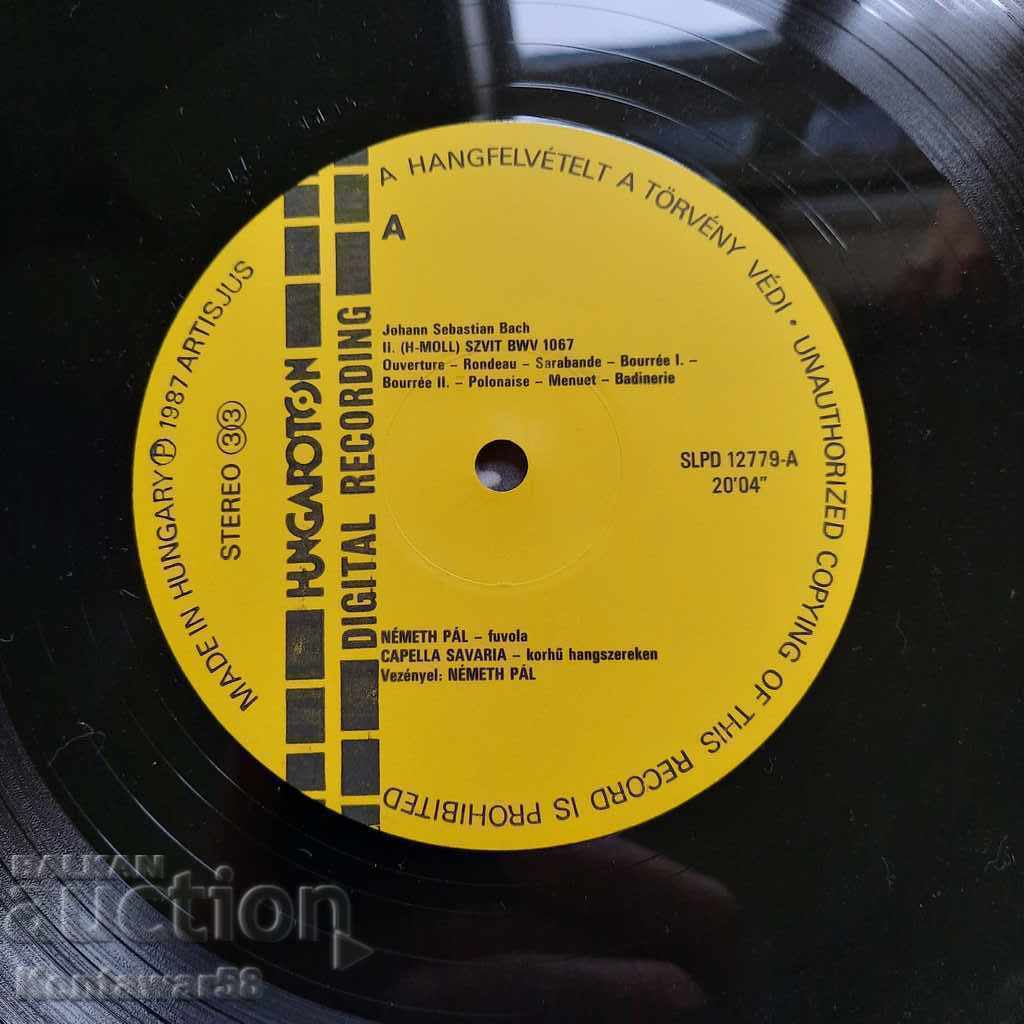 A HANGFELVÉTELT A TÖRVÉNY VÉDI • UNAUTHORIZED COPYING OF THIS RECORD IS PROHIBITED
MADE IN HUNGARY Ⓟ 1987 ARTISJUS
STEREO 33
HUNGAROTON
DIGITAL RECORDING
A
Johann Sebastian Bach
II. (H-MOLL) SZVIT BWV 1067
Ouverture – Rondeau – Sarabande – Bourrée I. –
Bourrée II. – Polonaise – Menuet – Badinerie
SLPD 12779-A
20'04"
NÉMETH PÁL – fuvola
CAPELLA SAVARIA – korhű hangszereken
Vezényel: NÉMETH PÁL
BALKAN
auction
Kentawar58